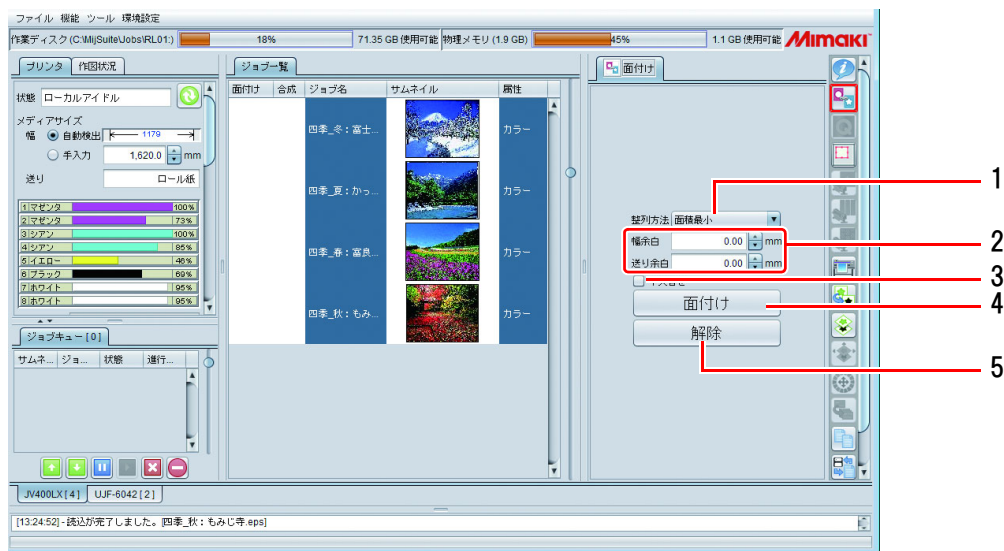 ファイル 機能 ツール 環境設定
作業ディスク (C:\MijSuite\Jobs\RL01:) 18% 71.35 GB 使用可能 物理メモリ (1.9 GB) 45% 1.1 GB 使用可能 Mimaki
プリンタ 作図状況
状態 ローカルアイドル
メディアサイズ
幅 自動検出 1179
手入力 1,620.0 mm
送り ロール紙
1 マゼンタ 100%
2 マゼンタ 73%
3 シアン 100%
4 シアン 85%
5 イエロー 46%
6 ブラック 69%
7 ホワイト 95%
8 ホワイト 95%
ジョブキュー [0]
サムネ... ジョ... 状態 進行...
ジョブ一覧
面付け 合成 ジョブ名 サムネイル 属性
四季_冬:富士... カラー
四季_夏:かっ... カラー
四季_春:富良... カラー
四季_秋:もみ... カラー
面付け
整列方法 面積最小
幅余白 0.00 mm
送り余白 0.00 mm
面付け
解除
1
2
3
4
5
JV400LX [ 4 ] UJF-6042 [ 2 ]
[13:24:52] - 読込が完了しました。[四季_秋:もみじ寺.eps]